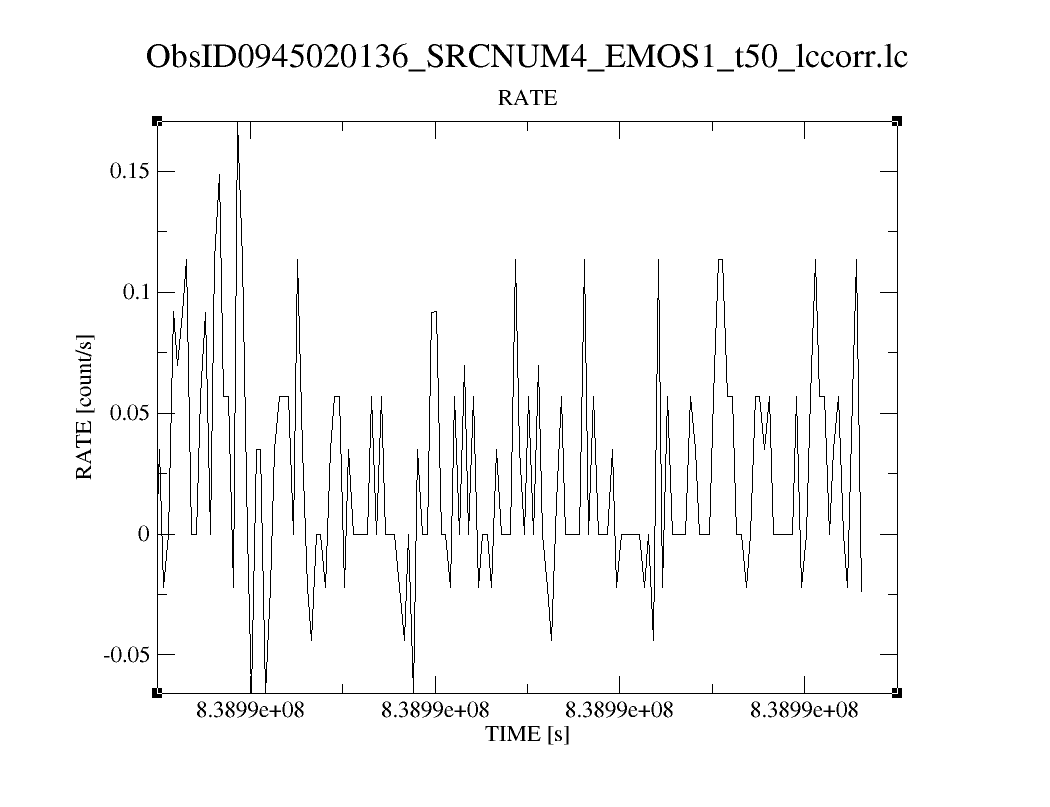 ObsID0945020136_SRCNUM4_EMOS1_t50_lccorr.lc
RATE
0.15
0.1
0.05
0
-0.05
RATE [count/s]
8.3899e+08 8.3899e+08 8.3899e+08 8.3899e+08
TIME [s]